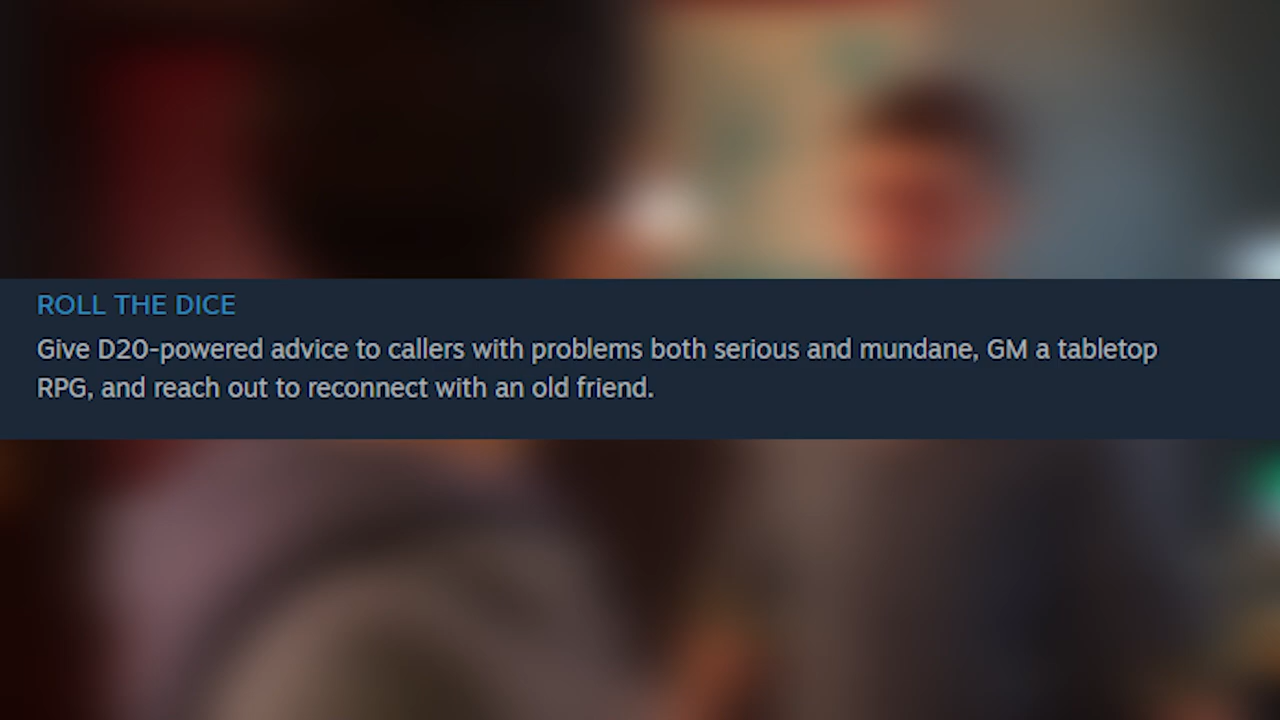 ROLL THE DICE
Give D20-powered advice to callers with problems both serious and mundane, GM a tabletop
RPG, and reach out to reconnect with an old friend.